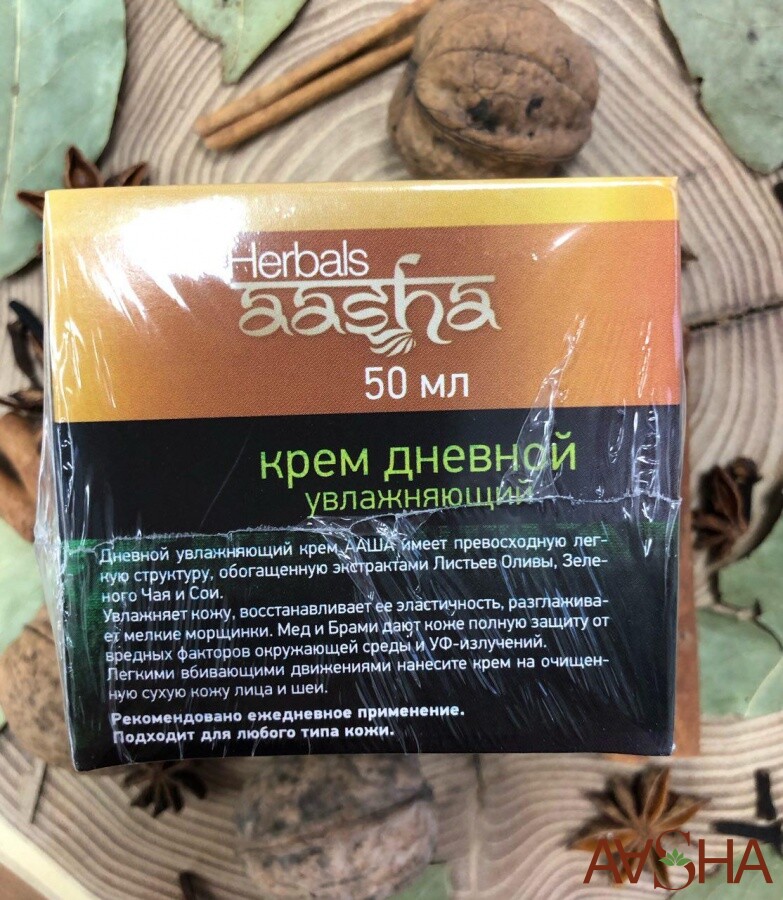 Herbals
aasha
50 мл
крем дневной
увлажняющий
Дневной увлажняющий крем ААША имеет превосходную лег-
кую структуру, обогащенную экстрактами Листьев Оливы, Зеле-
ного Чая и Сои.
Увлажняет кожу, восстанавливает ее эластичность, разглажива-
ет мелкие морщинки. Мед и Брами дают коже полную защиту от
вредных факторов окружающей среды и УФ-излучений.
Легкими вбивающими движениями нанесите крем на очищен-
ную сухую кожу лица и шеи.
Рекомендовано ежедневное применение.
Подходит для любого типа кожи.
AASHA